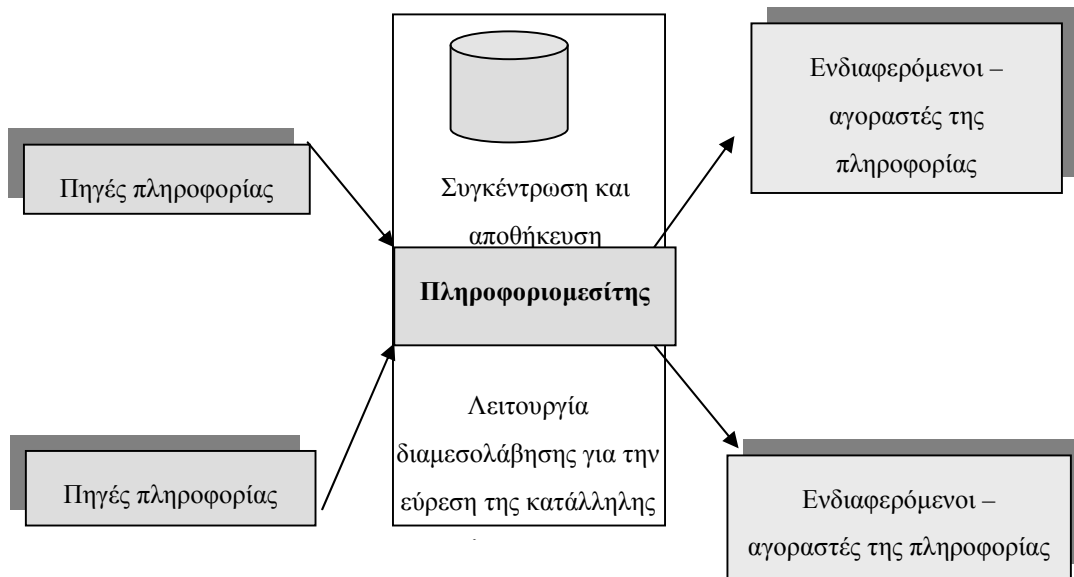 Πηγές πληροφορίας
Πηγές πληροφορίας
Συγκέντρωση και
αποθήκευση
Πληροφοριομεσίτης
Λειτουργία
διαμεσολάβησης για την
εύρεση της κατάλληλης
Ενδιαφερόμενοι –
αγοραστές της
πληροφορίας
Ενδιαφερόμενοι –
αγοραστές της πληροφορίας